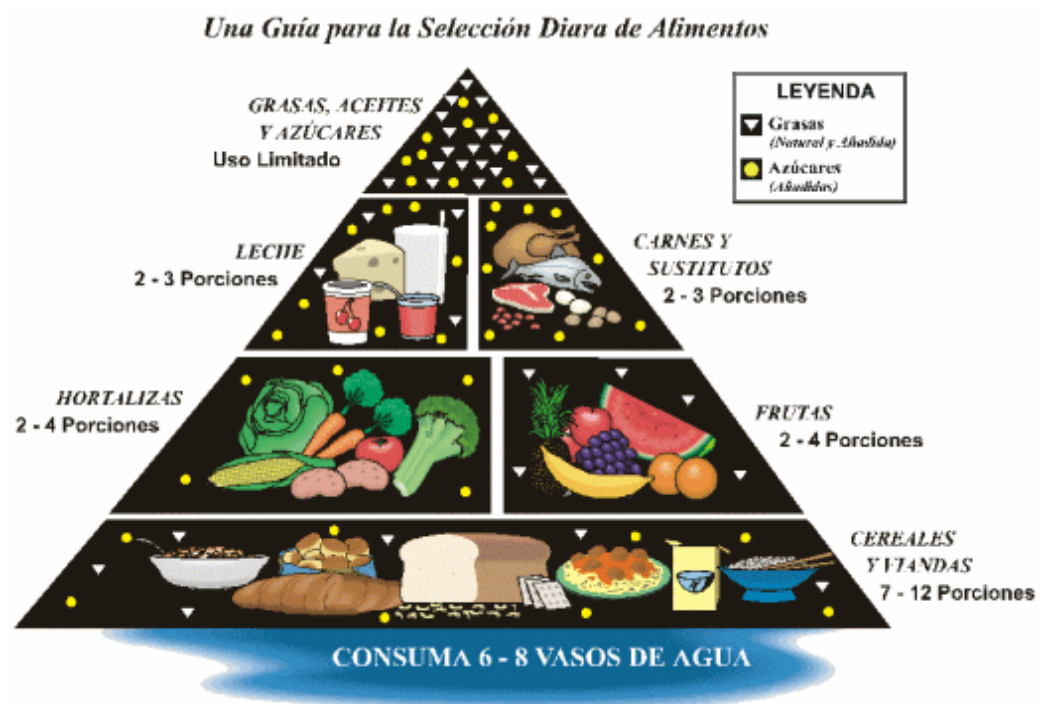 Una Guía para la Selección Diara de Alimentos
GRASAS, ACEITES
Y AZÚCARES
Uso Limitado
LEYENDA
Grasas
(Natural y Añadida)
Azúcares
(Añadidas)
LECHE
2 - 3 Porciones
CARNES Y
SUSTITUTOS
2 - 3 Porciones
HORTALIZAS
2 - 4 Porciones
FRUTAS
2 - 4 Porciones
CEREALES
Y VIANDAS
7 - 12 Porciones
CONSUMA 6 - 8 VASOS DE AGUA